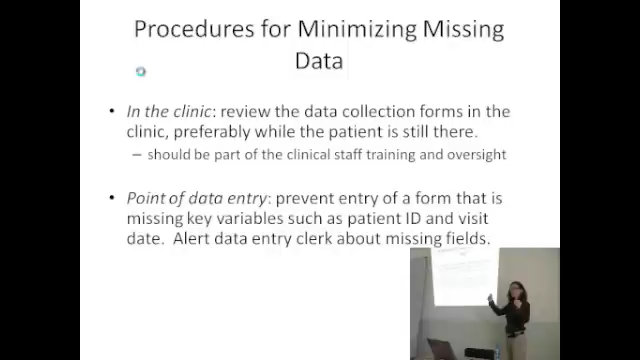 Procedures for Minimizing Missing
Data
• In the clinic: review the data collection forms in the
clinic, preferably while the patient is still there.
– should be part of the clinical staff training and oversight
• Point of data entry: prevent entry of a form that is
missing key variables such as patient ID and visit
date. Alert data entry clerk about missing fields.